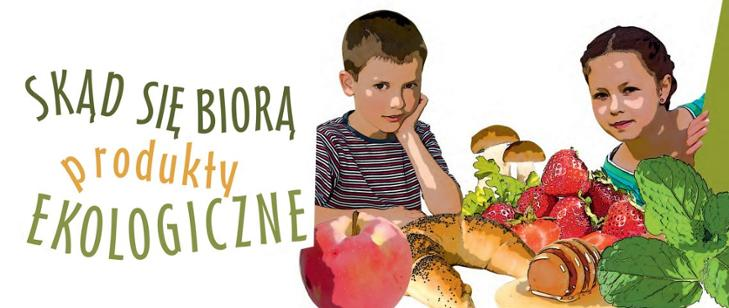 SKĄD SIĘ BIORĄ
produkty
EKOLOGICZNE